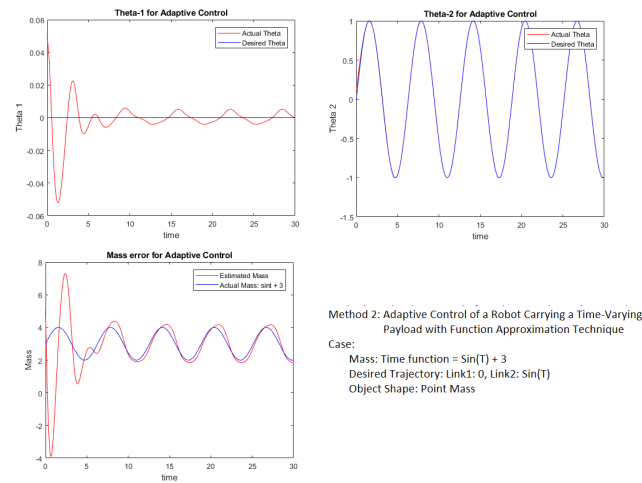 Theta-1 for Adaptive Control
0.06
0.04
0.02
0
-0.02
-0.04
0.06
Theta 1
Actual Theta
Desired Theta
0 5 10 15 20 25 30
time
Theta-2 for Adaptive Control
1
0.5
0
-0.5
-1
-1.5
Theta 2
Actual Theta
Desired Theta
0 5 10 15 20 25 30
time
Mass error for Adaptive Control
8
6
4
2
0
-2
-4
Mass
Estimated Mass
Actual Mass: sint + 3
0 5 10 15 20 25 30
time
Method 2: Adaptive Control of a Robot Carrying a Time-Varying
Payload with Function Approximation Technique
Case:
Mass: Time function = Sin(T) + 3
Desired Trajectory: Link1: 0, Link2: Sin(T)
Object Shape: Point Mass